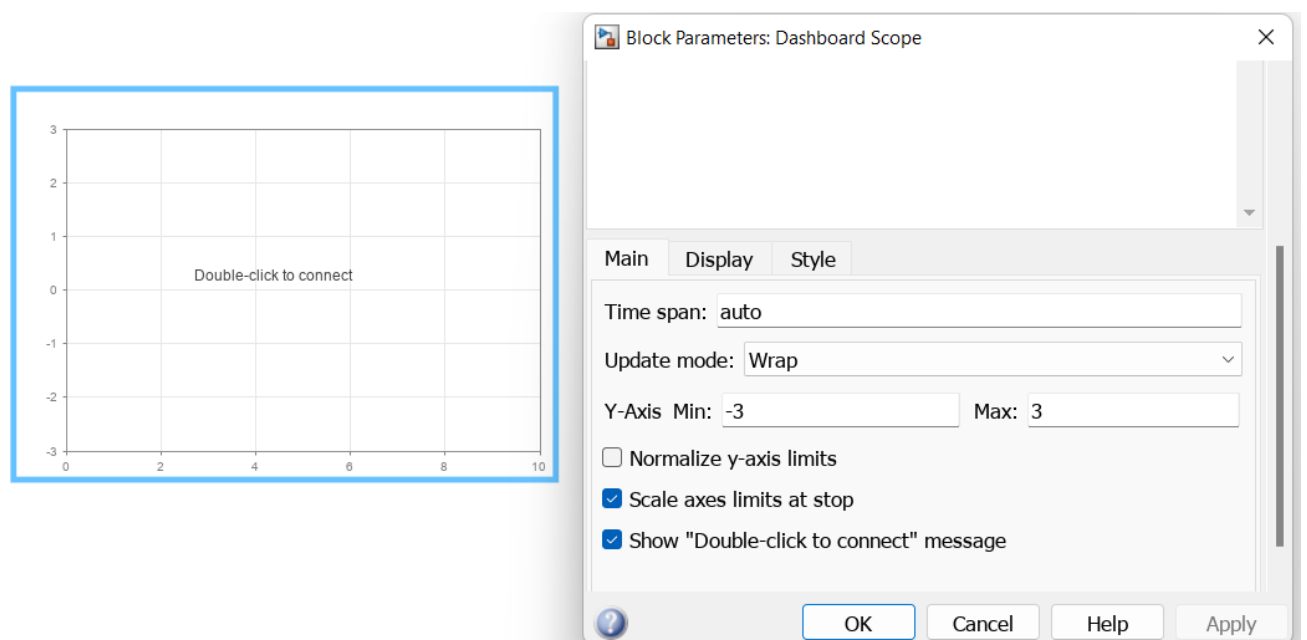 Block Parameters: Dashboard Scope
3
2
1
Double-click to connect
0
-1
-2
-3
0 2 4 6 8 10
Main Display Style
Time span: auto
Update mode: Wrap
Y-Axis Min: -3 Max: 3
Normalize y-axis limits
Scale axes limits at stop
Show "Double-click to connect" message
? OK Cancel Help Apply